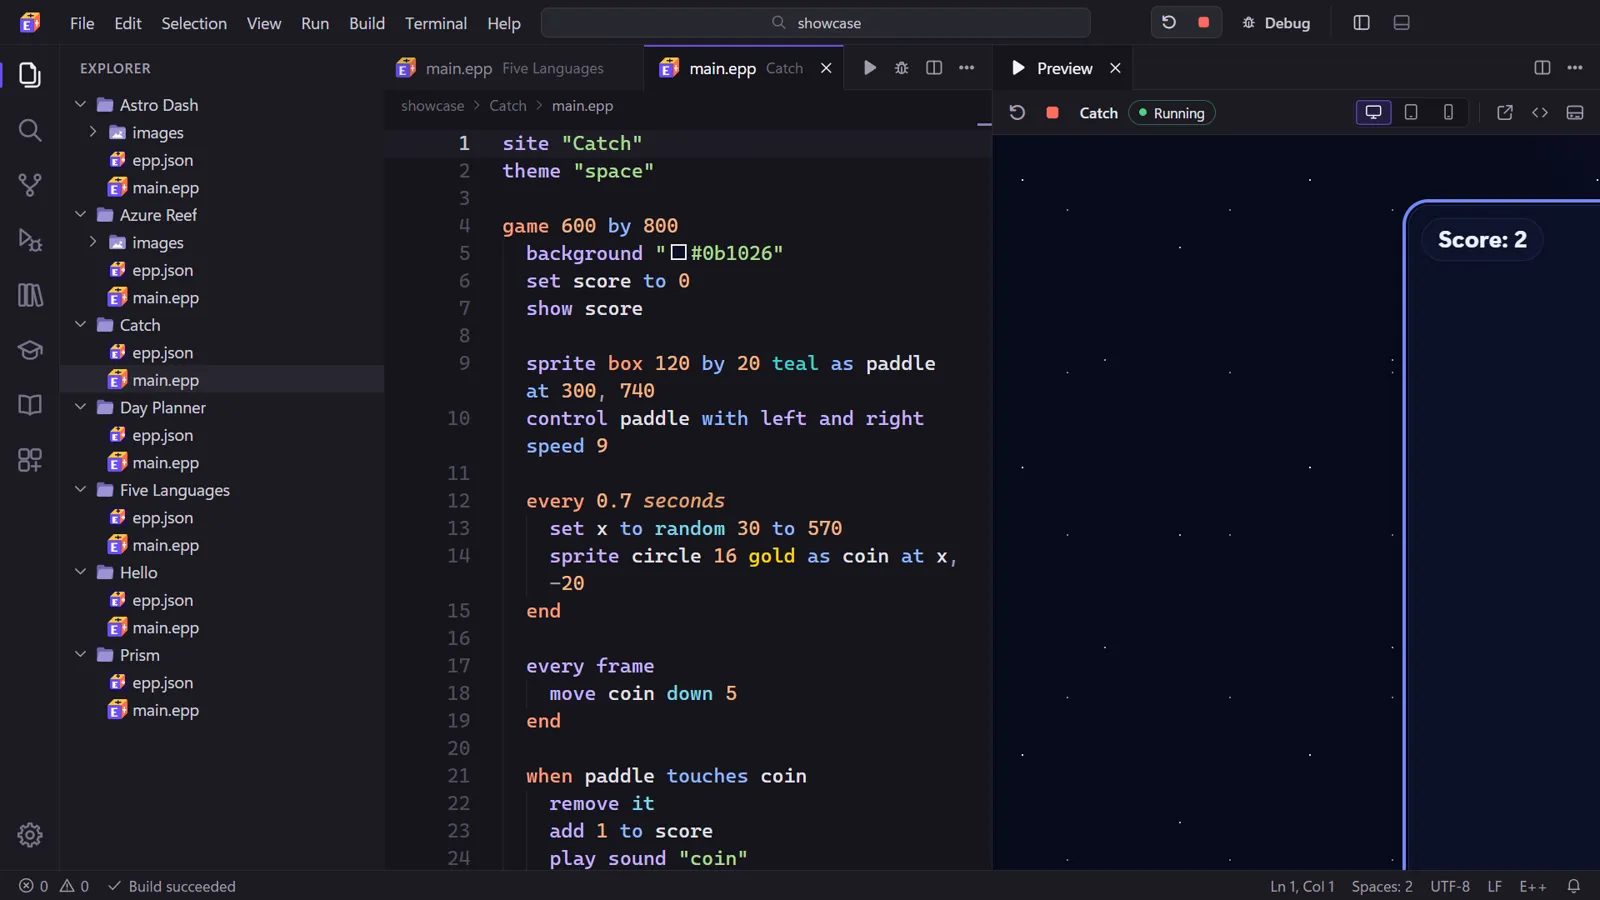 File Edit Selection View Run Build Terminal Help
showcase
Debug
EXPLORER
Astro Dash
images
epp.json
main.epp
Azure Reef
images
epp.json
main.epp
Catch
epp.json
main.epp
Day Planner
epp.json
main.epp
Five Languages
epp.json
main.epp
Hello
epp.json
main.epp
Prism
epp.json
main.epp
main.epp Five Languages
main.epp Catch
showcase > Catch > main.epp
1 site "Catch"
2 theme "space"
3
4 game 600 by 800
5 background "#0b1026"
6 set score to 0
7 show score
8
9 sprite box 120 by 20 teal as paddle
at 300, 740
10 control paddle with left and right
speed 9
11
12 every 0.7 seconds
13 set x to random 30 to 570
14 sprite circle 16 gold as coin at x,
-20
15 end
16
17 every frame
18 move coin down 5
19 end
20
21 when paddle touches coin
22 remove it
23 add 1 to score
24 play sound "coin"
Preview
Catch Running
Score: 2
0 0 Build succeeded
Ln 1, Col 1 Spaces: 2 UTF-8 LF E++